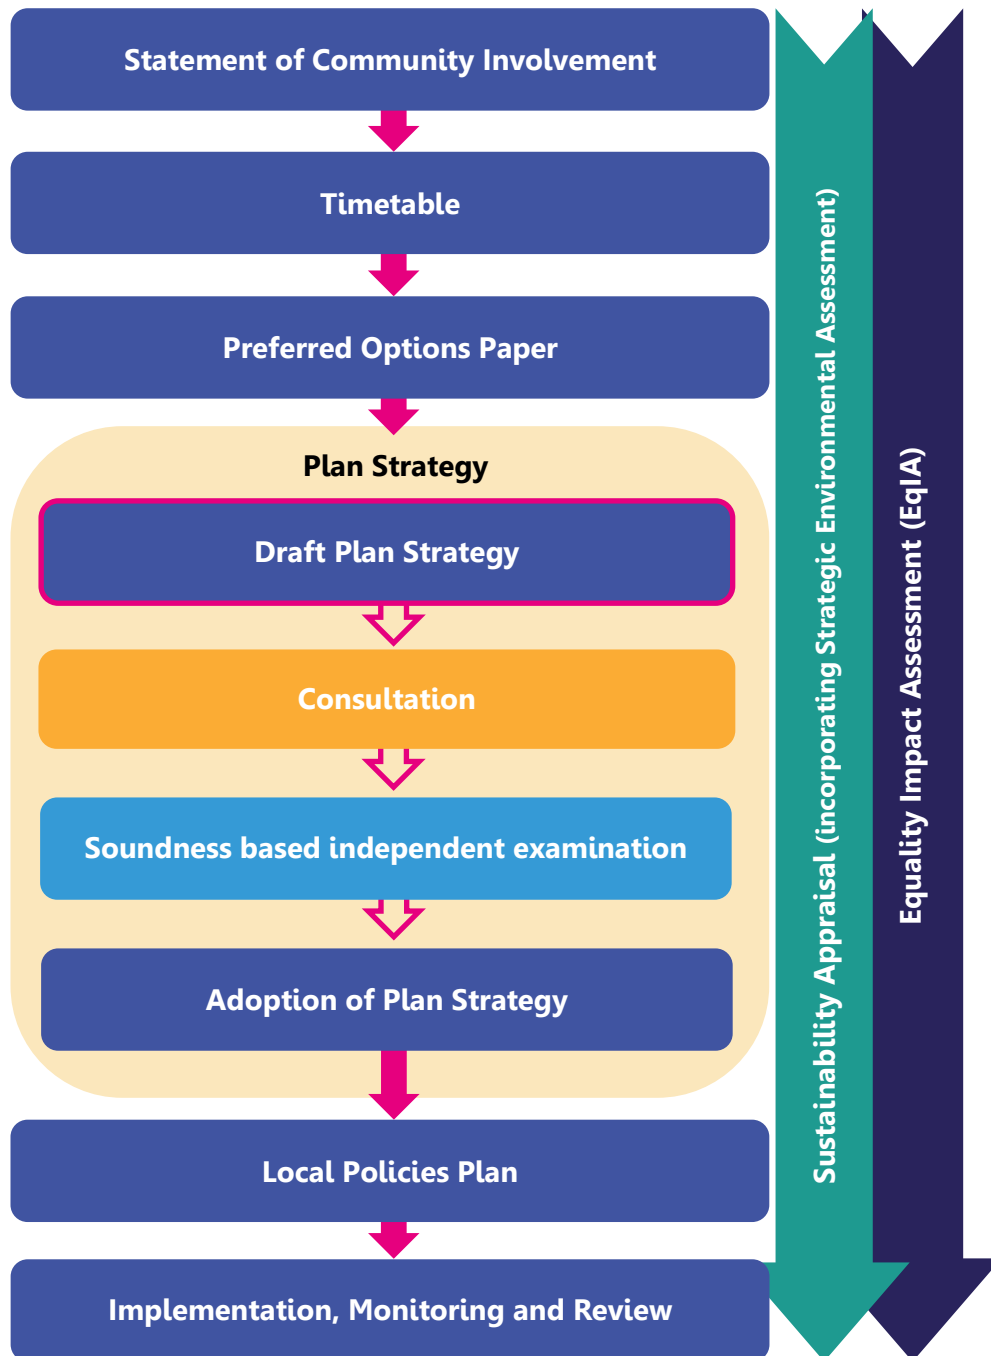 Statement of Community Involvement
Timetable
Preferred Options Paper
Plan Strategy
Draft Plan Strategy
Consultation
Soundness based independent examination
Adoption of Plan Strategy
Local Policies Plan
Implementation, Monitoring and Review
Sustainability Appraisal (incorporating Strategic Environmental Assessment)
Equality Impact Assessment (EqIA)